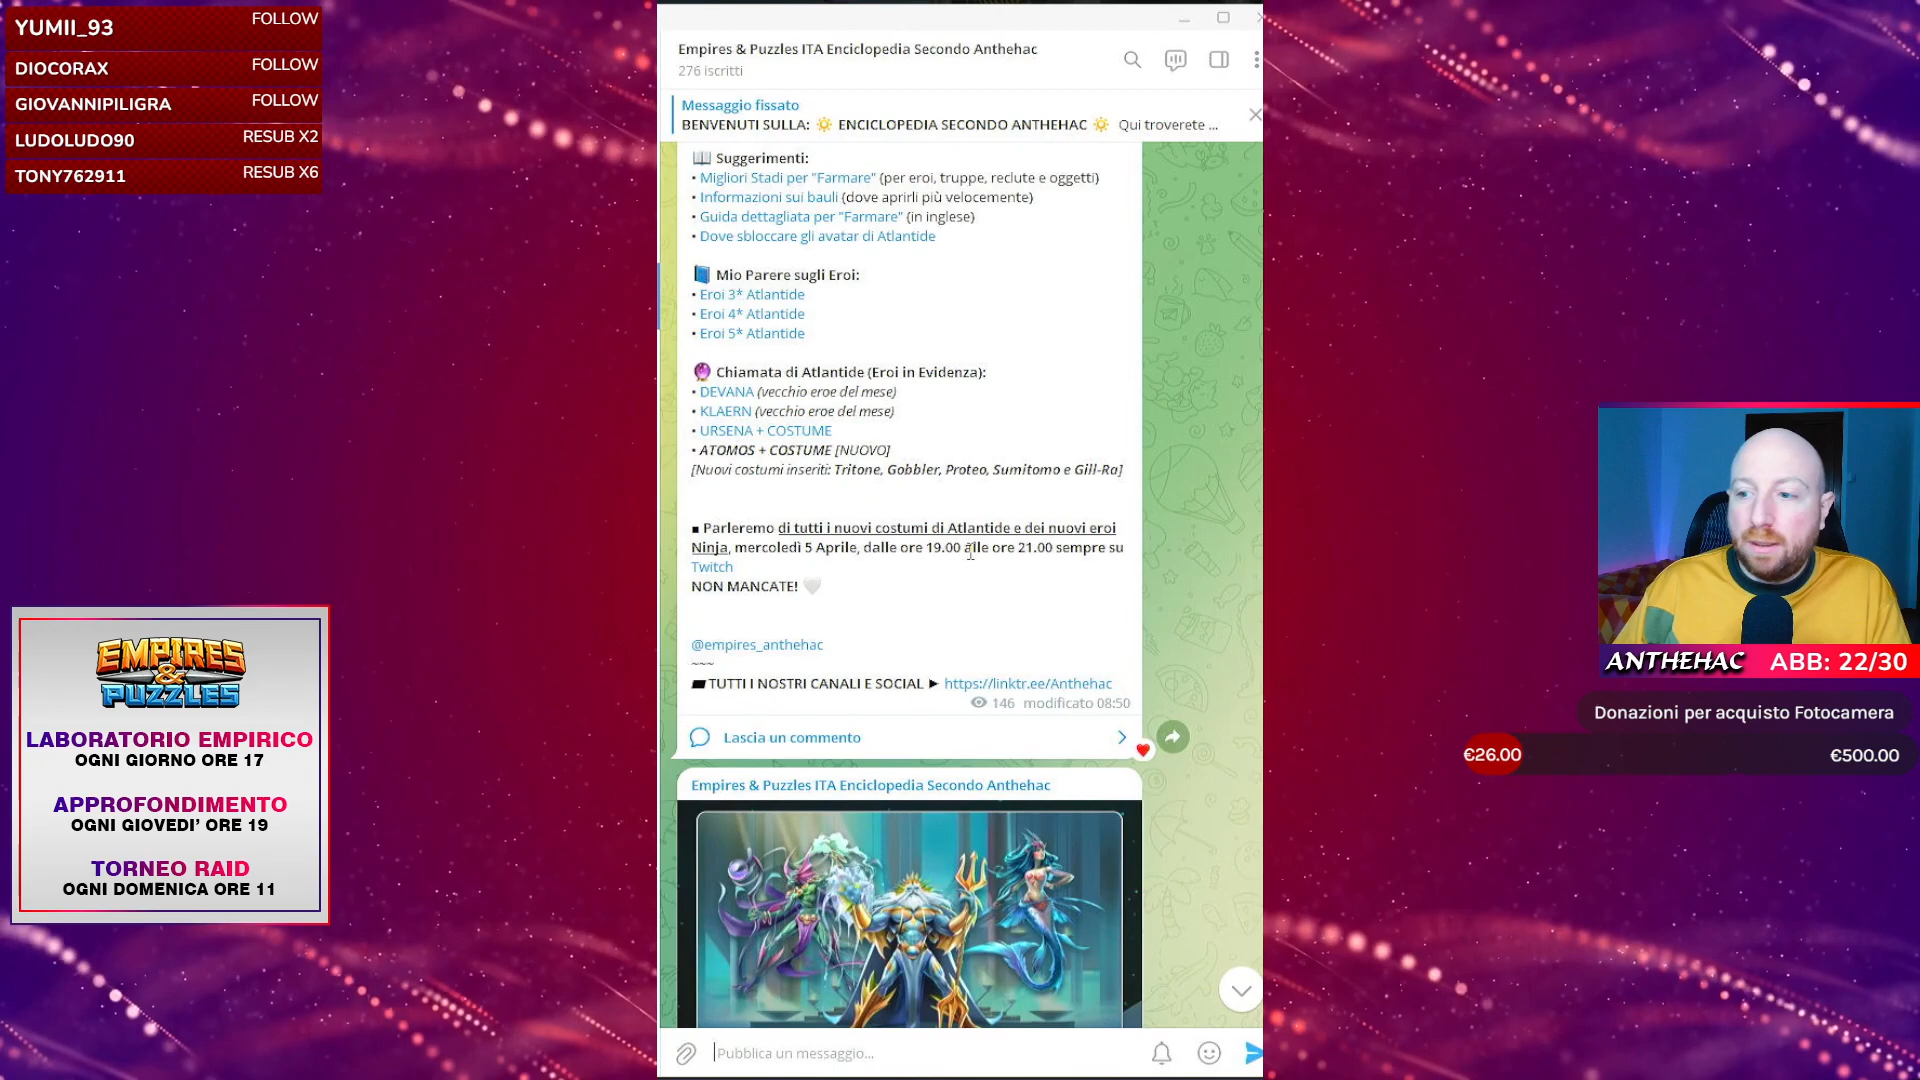 YUMII_93 FOLLOW
DIOCORAX FOLLOW
GIOVANNIPILIGRA FOLLOW
LUDOLUDO90 RESUB X2
TONY762911 RESUB X6
EMPIRES
&
PUZZLES
LABORATORIO EMPIRICO
OGNI GIORNO ORE 17
APPROFONDIMENTO
OGNI GIOVEDI' ORE 19
TORNEO RAID
OGNI DOMENICA ORE 11
Empires & Puzzles ITA Enciclopedia Secondo Anthehac
276 iscritti
Messaggio fissato
BENVENUTI SULLA: ☀️ ENCICLOPEDIA SECONDO ANTHEHAC ☀️ Qui troverete ...
📖 Suggerimenti:
• Migliori Stadi per "Farmare" (per eroi, truppe, reclute e oggetti)
• Informazioni sui bauli (dove aprirli più velocemente)
• Guida dettagliata per "Farmare" (in inglese)
• Dove sbloccare gli avatar di Atlantide
📘 Mio Parere sugli Eroi:
• Eroi 3* Atlantide
• Eroi 4* Atlantide
• Eroi 5* Atlantide
🔮 Chiamata di Atlantide (Eroi in Evidenza):
• DEVANA (vecchio eroe del mese)
• KLAERN (vecchio eroe del mese)
• URSENA + COSTUME
• ATOMOS + COSTUME [NUOVO]
[Nuovi costumi inseriti: Tritone, Gobbler, Proteo, Sumitomo e Gill-Ra]
▪ Parleremo di tutti i nuovi costumi di Atlantide e dei nuovi eroi
Ninja, mercoledì 5 Aprile, dalle ore 19.00 alle ore 21.00 sempre su
Twitch
NON MANCATE! 🤍
@empires_anthehac
~~~
TUTTI I NOSTRI CANALI E SOCIAL ► https://linktr.ee/Anthehac
146 modificato 08:50
Lascia un commento
Empires & Puzzles ITA Enciclopedia Secondo Anthehac
Pubblica un messaggio...
ANTHEHAC ABB: 22/30
Donazioni per acquisto Fotocamera
€26.00 €500.00